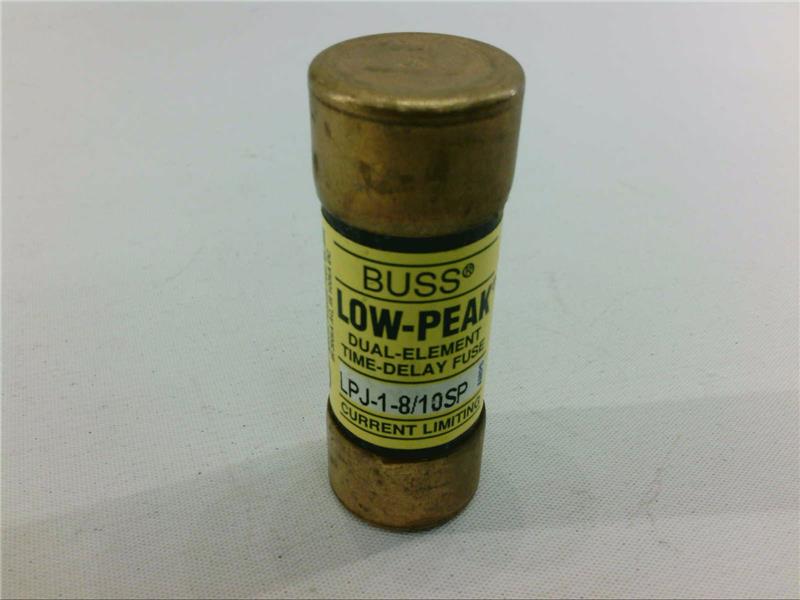 BUSS®
LOW-PEAK
DUAL-ELEMENT
TIME-DELAY FUSE
LPJ-1-8/10SP
CURRENT LIMITING